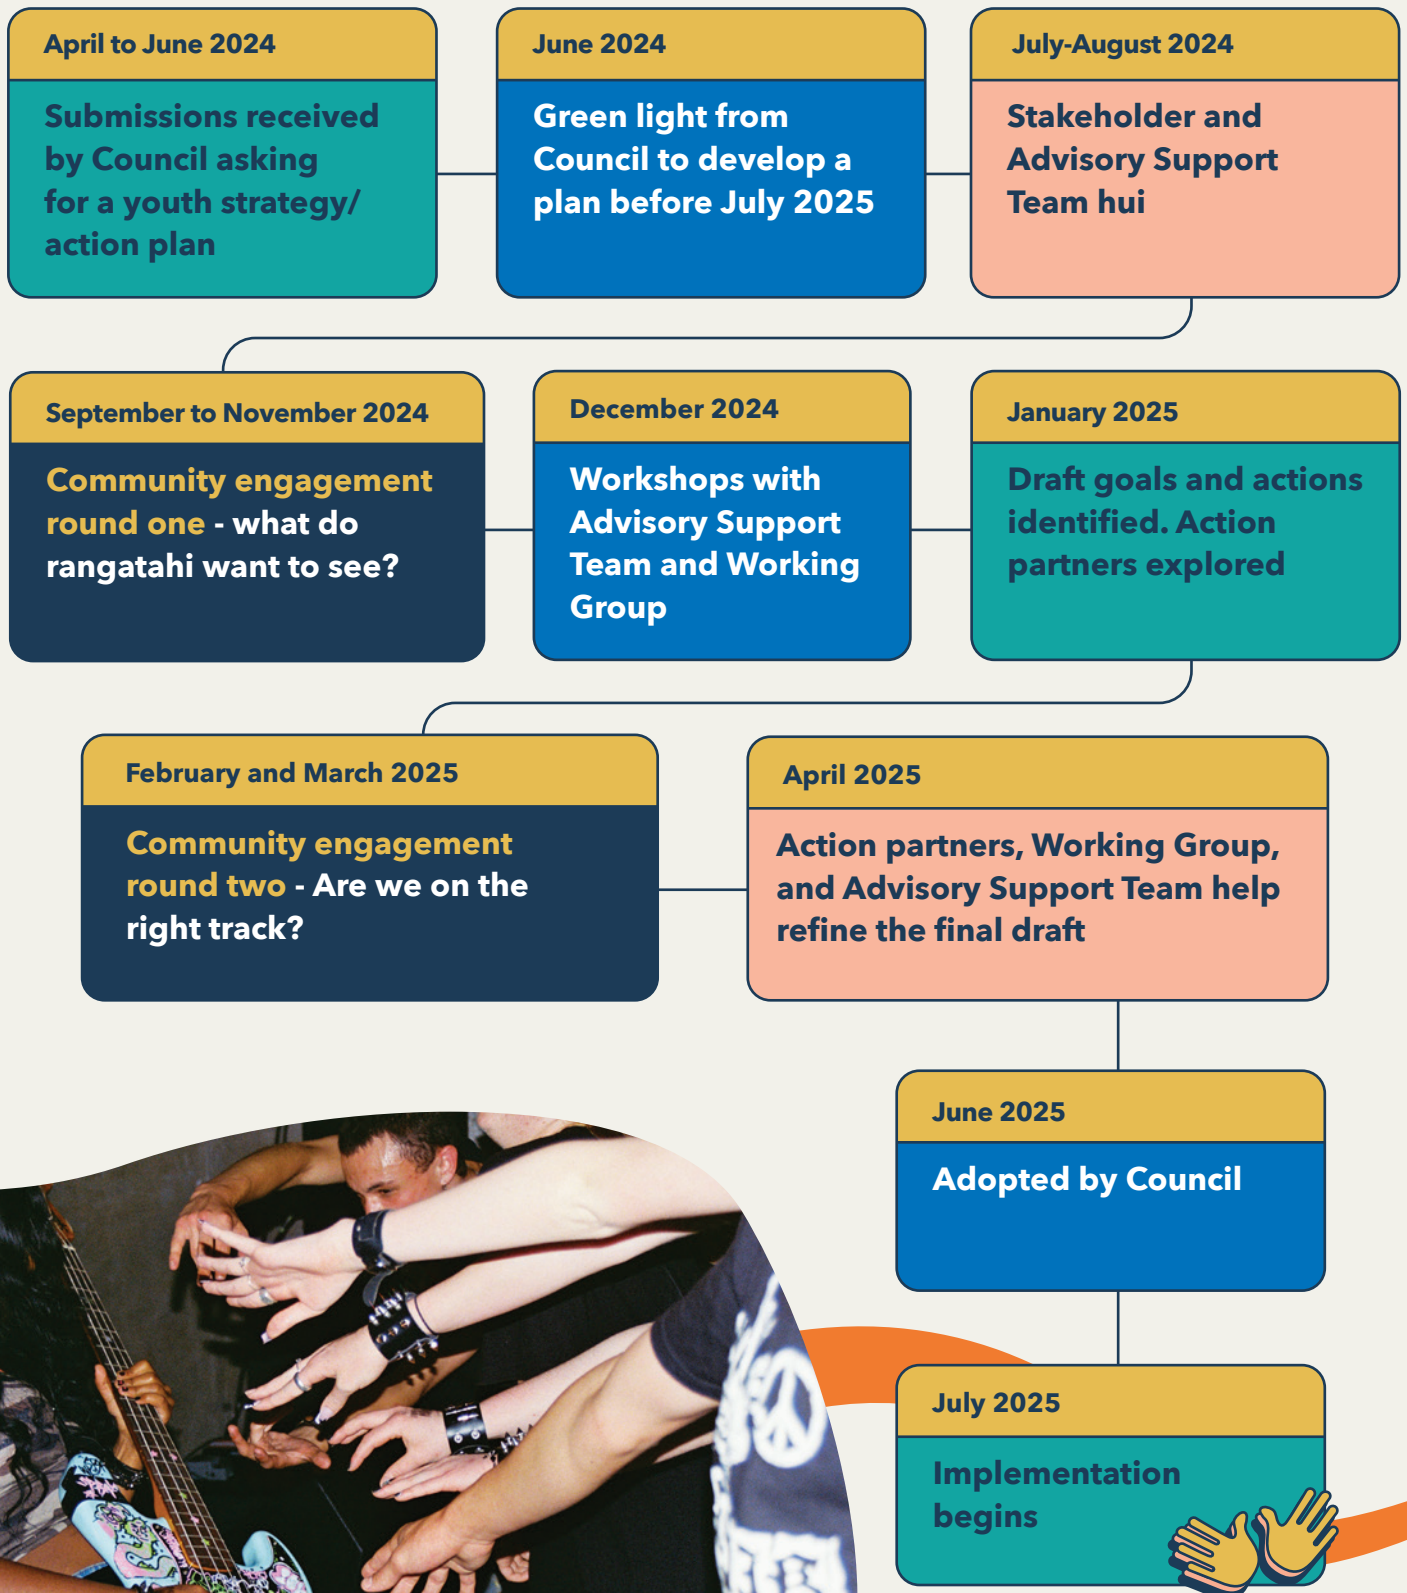 April to June 2024
Submissions received
by Council asking
for a youth strategy/
action plan
June 2024
Green light from
Council to develop a
plan before July 2025
July-August 2024
Stakeholder and
Advisory Support
Team hui
September to November 2024
Community engagement
round one - what do
rangatahi want to see?
December 2024
Workshops with
Advisory Support
Team and Working
Group
January 2025
Draft goals and actions
identified. Action
partners explored
February and March 2025
Community engagement
round two - Are we on the
right track?
April 2025
Action partners, Working Group,
and Advisory Support Team help
refine the final draft
June 2025
Adopted by Council
July 2025
Implementation
begins